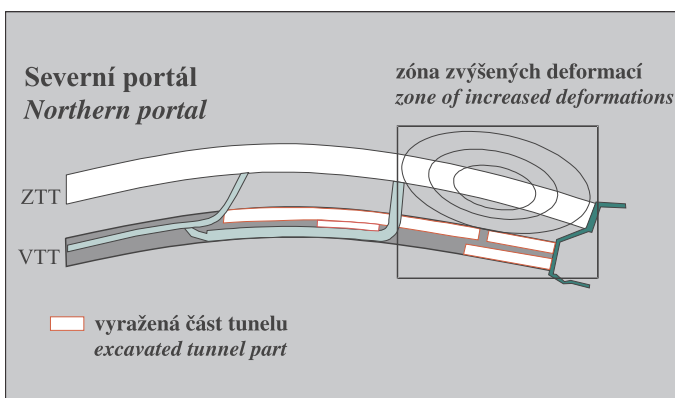 Severní portál
Northern portal
zóna zvýšených deformací
zone of increased deformations
ZTT
VTT
vyražená část tunelu
excavated tunnel part